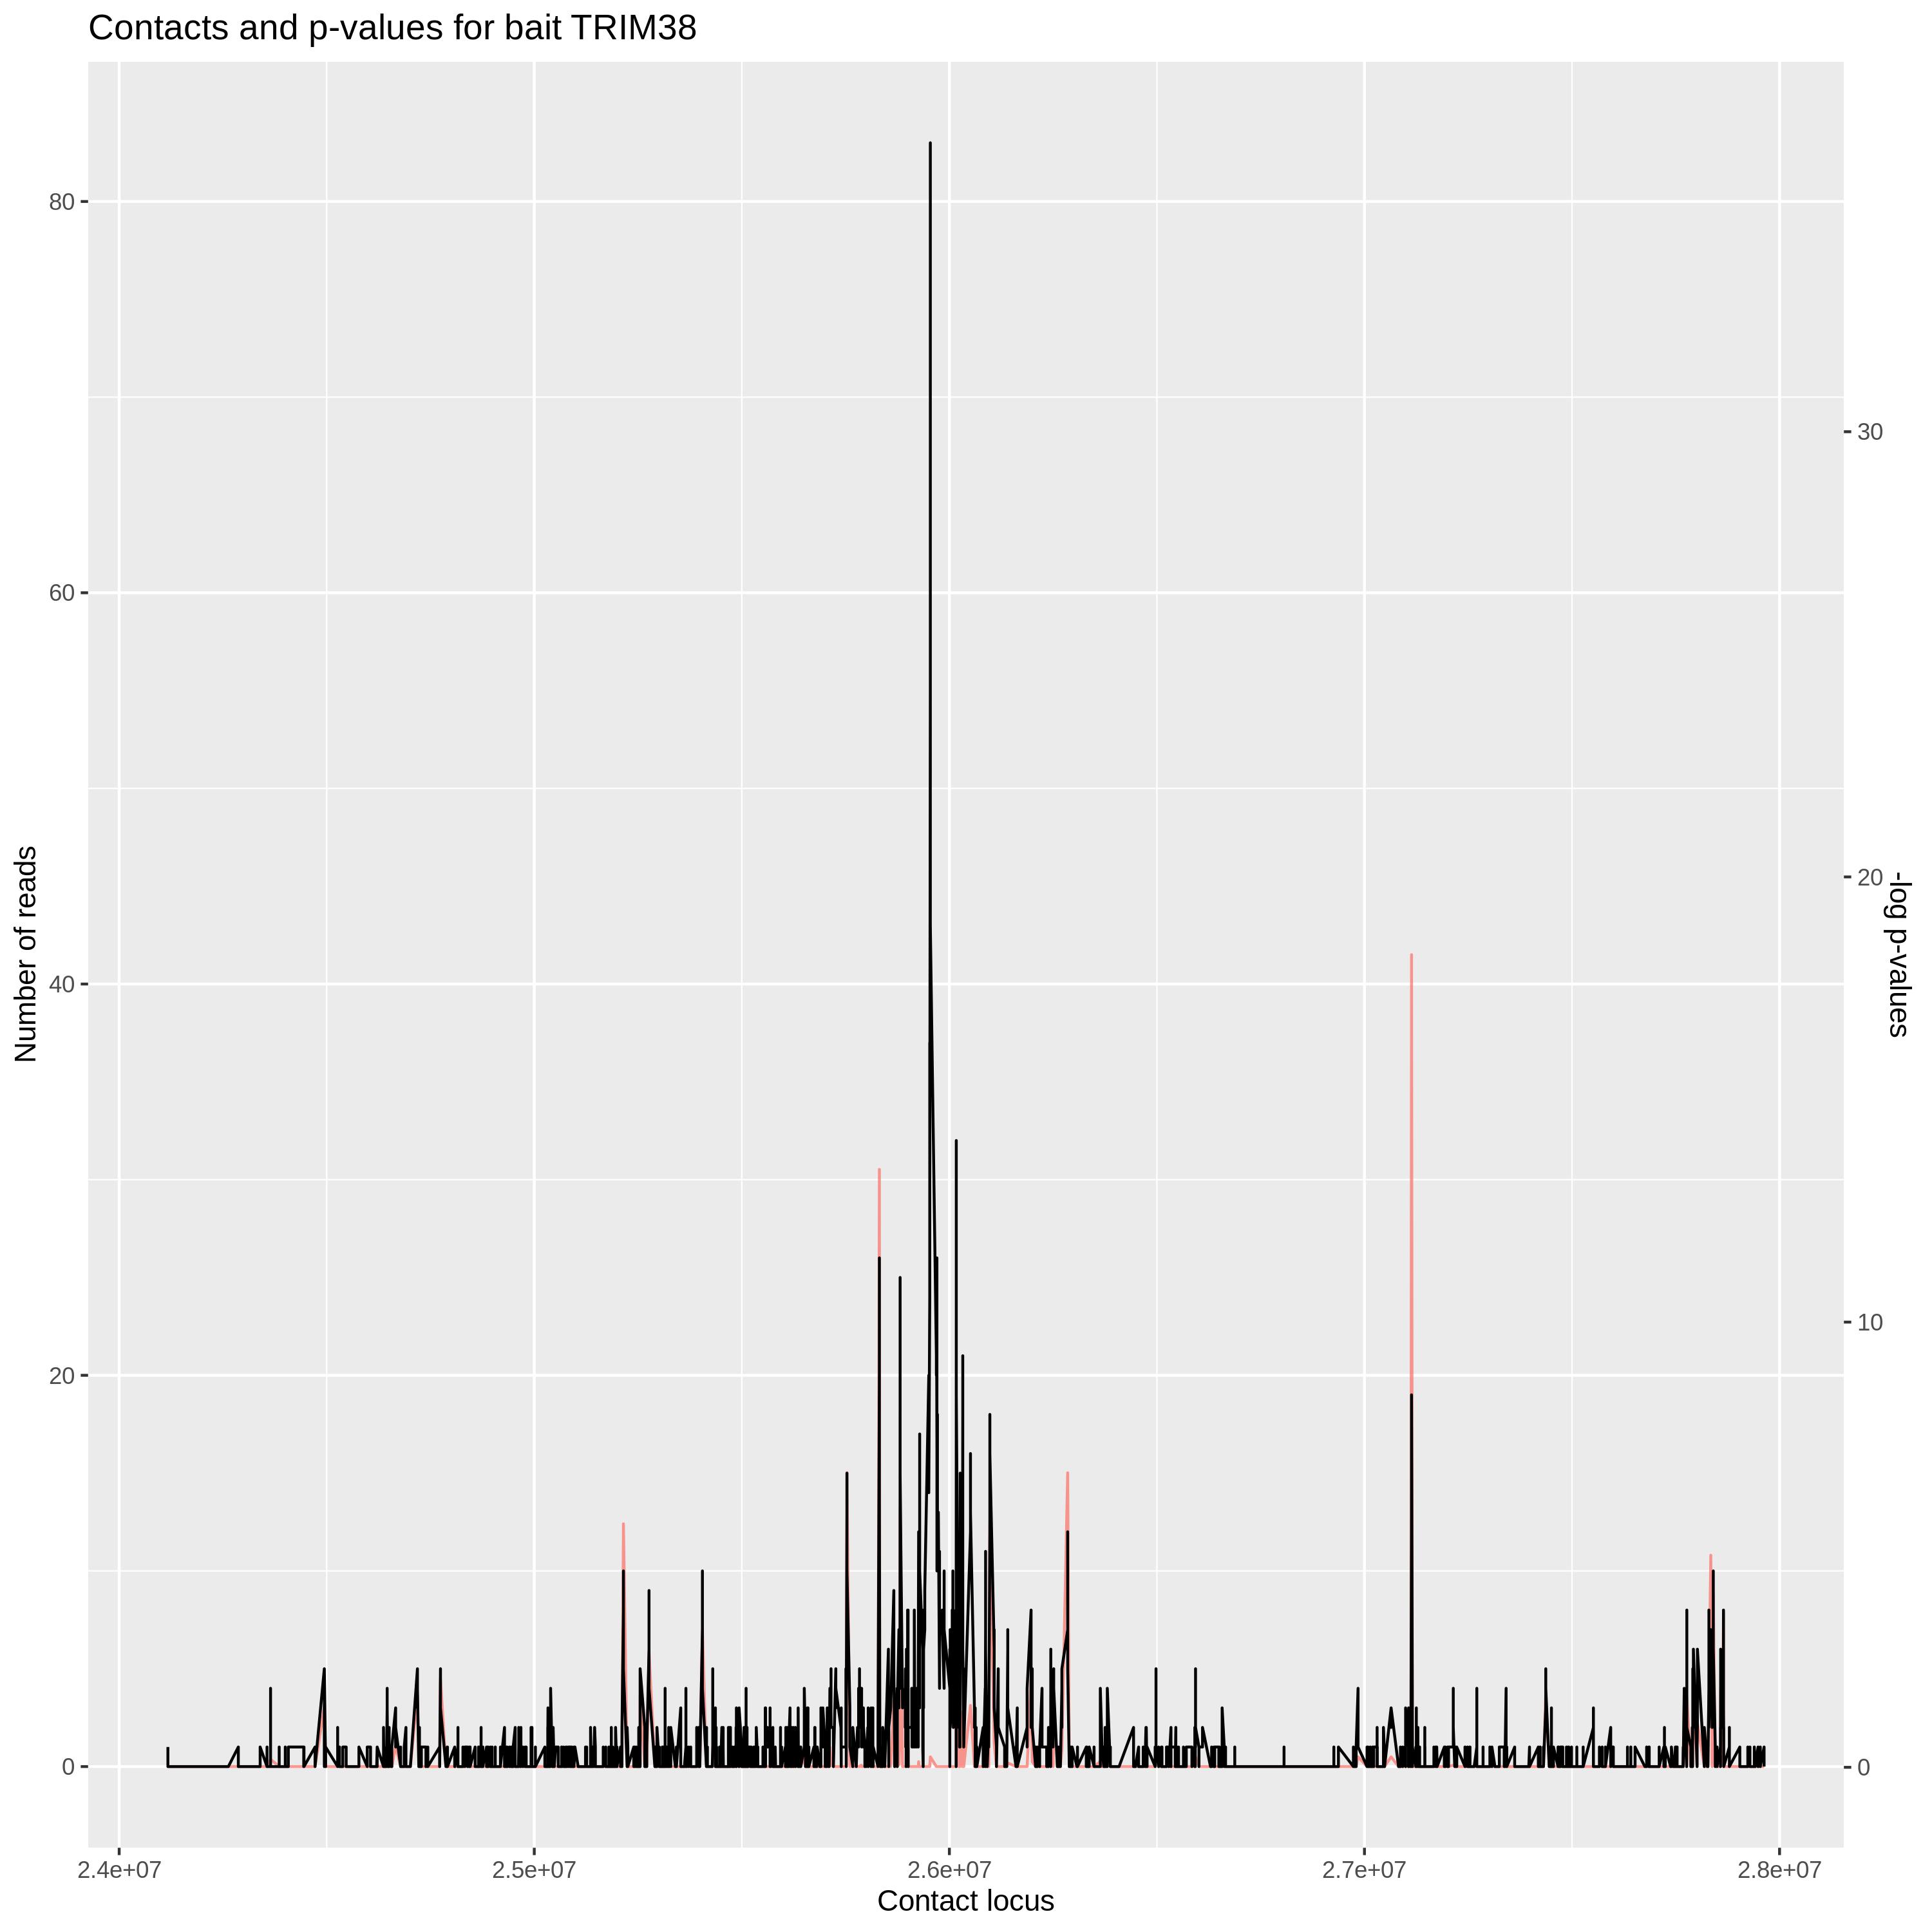 Contacts and p-values for bait TRIM38
Number of reads
80
60
40
20
0
30
20
10
0
-log p-values
2.4e+07 2.5e+07 2.6e+07 2.7e+07 2.8e+07
Contact locus